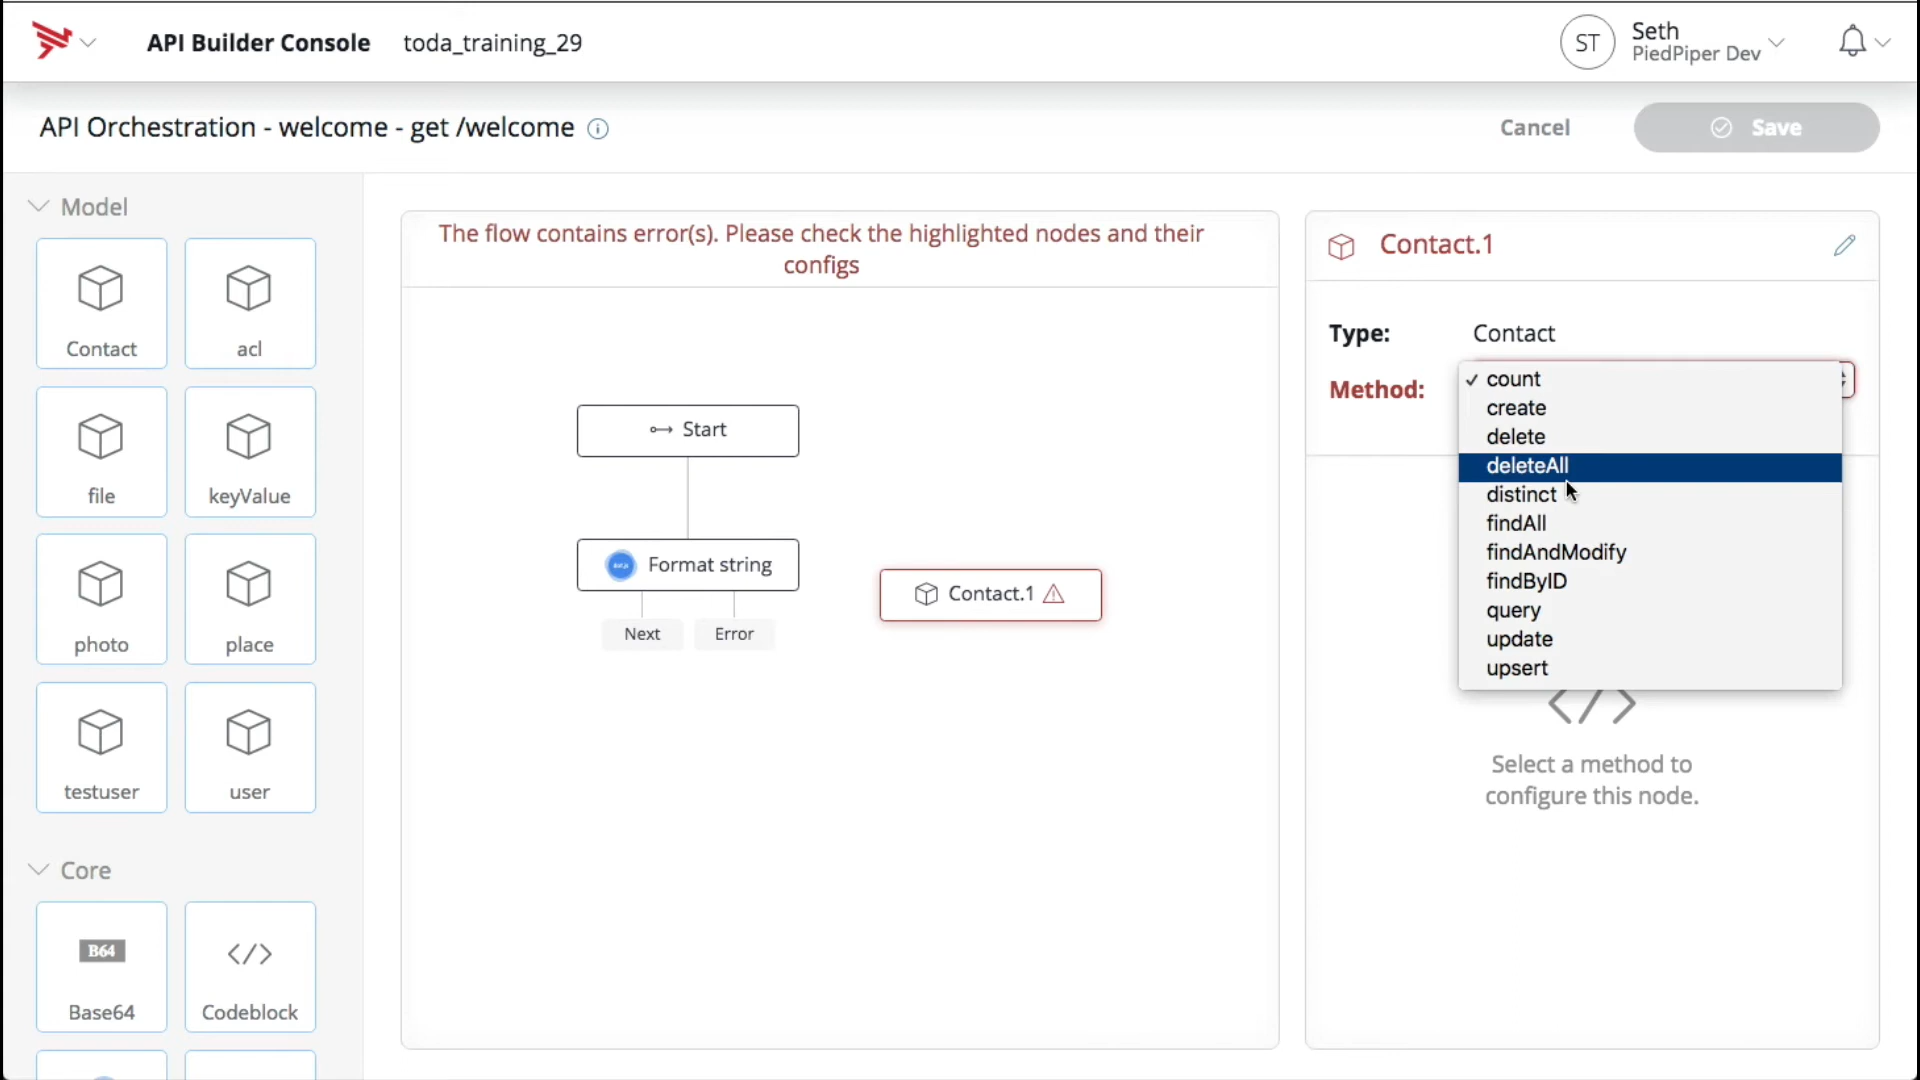 API Builder Console
toda_training_29
ST
Seth
PiedPiper Dev
API Orchestration - welcome - get /welcome
Cancel
Save
Model
Contact
acl
file
keyValue
photo
place
testuser
user
Core
B64
Base64
</>
Codeblock
The flow contains error(s). Please check the highlighted nodes and their
configs
Start
Format string
Next
Error
Contact.1
Contact.1
Type:
Contact
Method:
✓ count
create
delete
deleteAll
distinct
findAll
findAndModify
findByID
query
update
upsert
</>
Select a method to
configure this node.